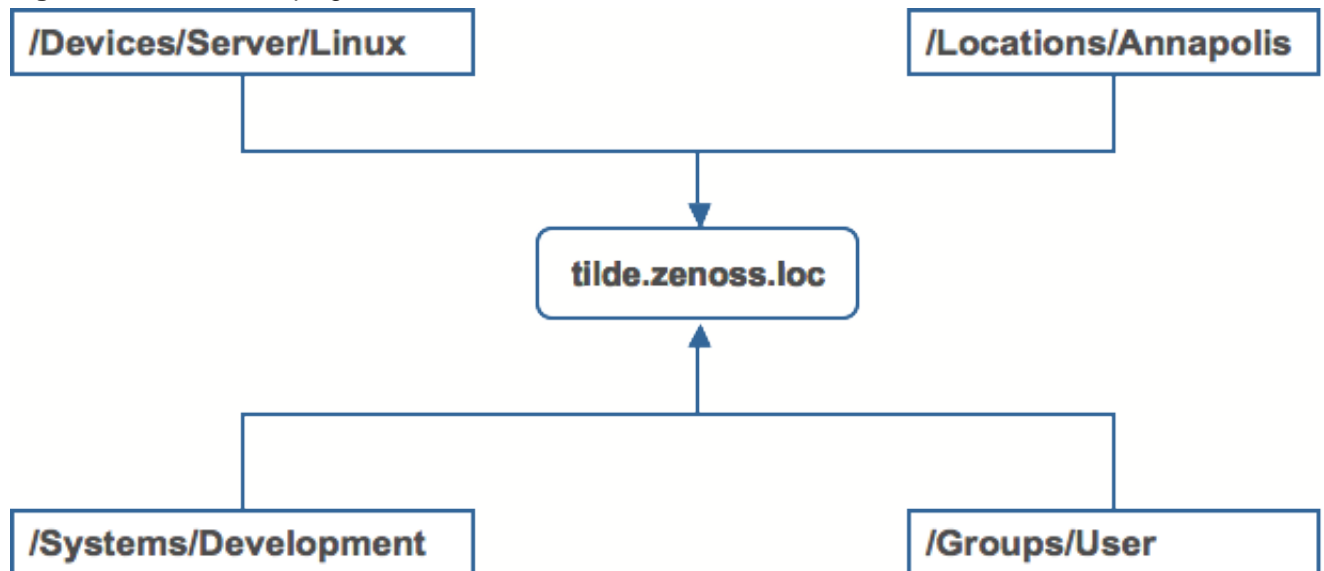 /Devices/Server/Linux
/Locations/Annapolis
tilde.zenoss.loc
/Systems/Development
/Groups/User